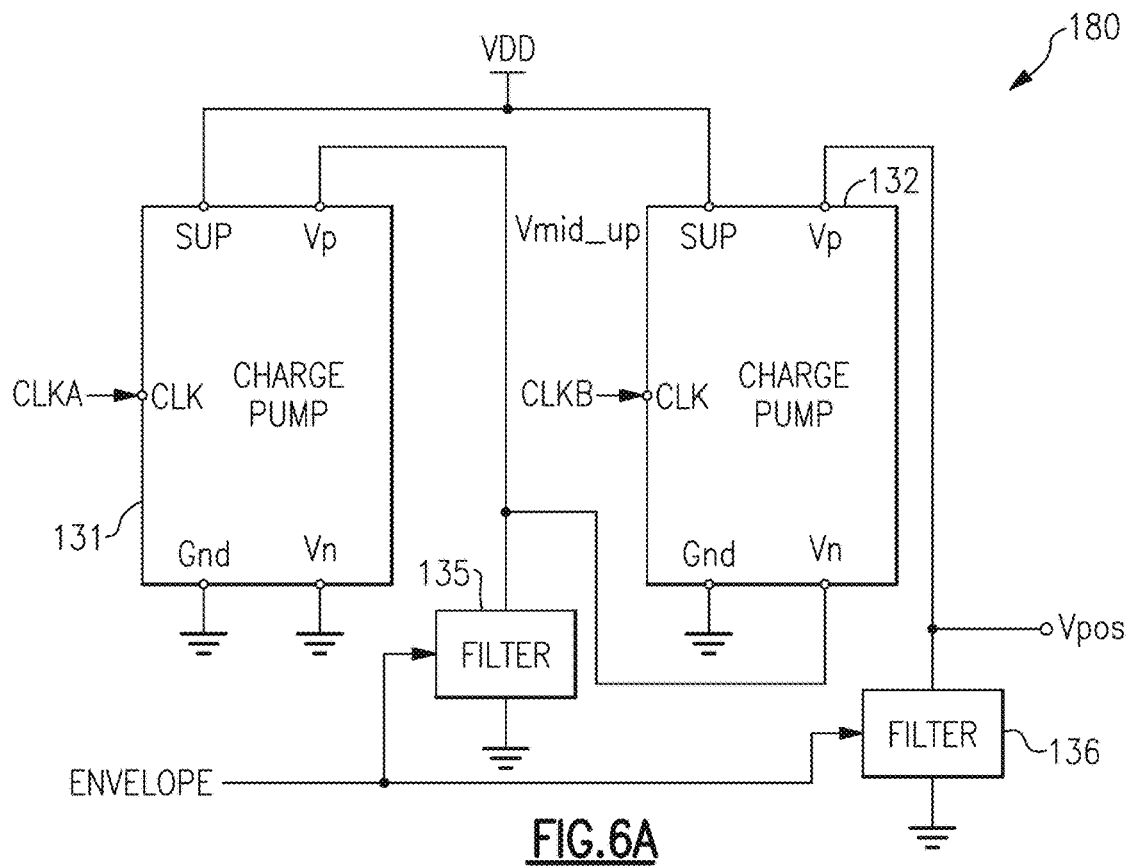 180
VDD
132
SUP Vp
Vmid_up
SUP Vp
CLKA
CLK
CHARGE
PUMP
CLKB
CLK
CHARGE
PUMP
131
Gnd Vn
Gnd Vn
135
FILTER
Vpos
FILTER
136
ENVELOPE
FIG.6A